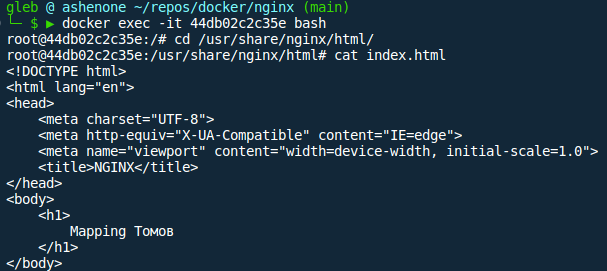 gleb @ ashenone ~/repos/docker/nginx (main)
$ ▶ docker exec -it 44db02c2c35e bash
root@44db02c2c35e:/# cd /usr/share/nginx/html/
root@44db02c2c35e:/usr/share/nginx/html# cat index.html
<!DOCTYPE html>
<html lang="en">
<head>
    <meta charset="UTF-8">
    <meta http-equiv="X-UA-Compatible" content="IE=edge">
    <meta name="viewport" content="width=device-width, initial-scale=1.0">
    <title>NGINX</title>
</head>
<body>
    <h1>
        Mapping Томов
    </h1>
</body>